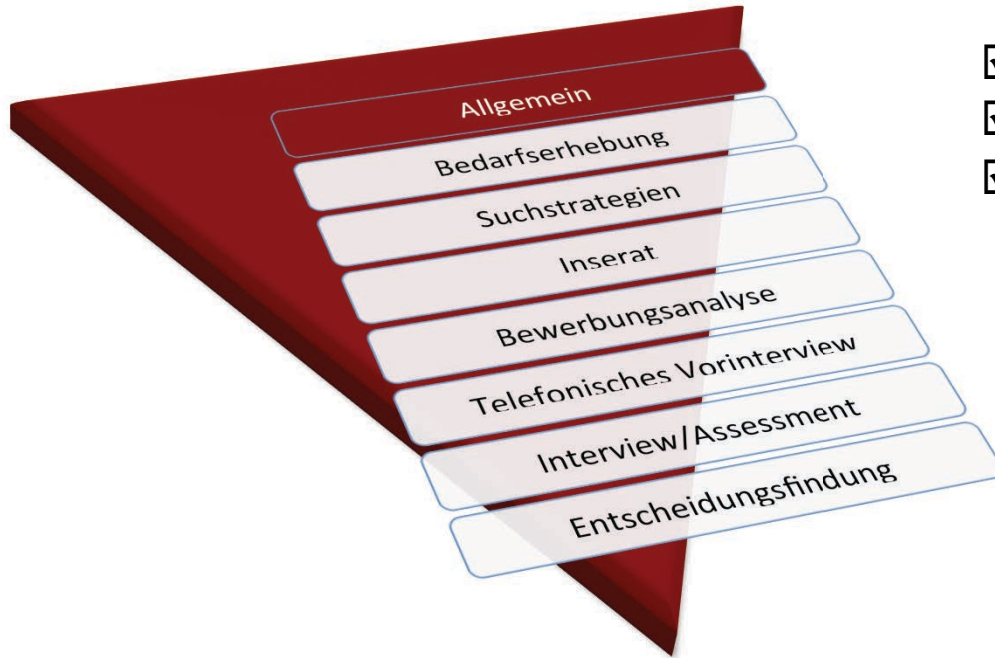 Allgemein
Bedarfserhebung
Suchstrategien
Inserat
Bewerbungsanalyse
Telefonisches Vorinterview
Interview/Assessment
Entscheidungsfindung